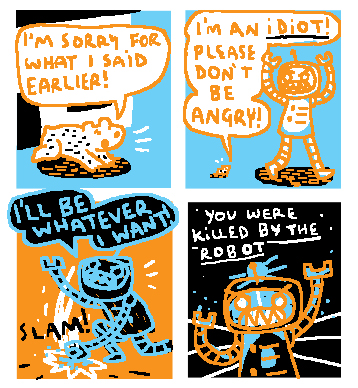 I'M SORRY FOR
WHAT I SAID
EARLIER!
I'M AN IDIOT!
PLEASE
DON'T
BE
ANGRY!
I'LL BE
WHATEVER
I WANT!
SLAM!
YOU WERE
KILLED BY THE
ROBOT